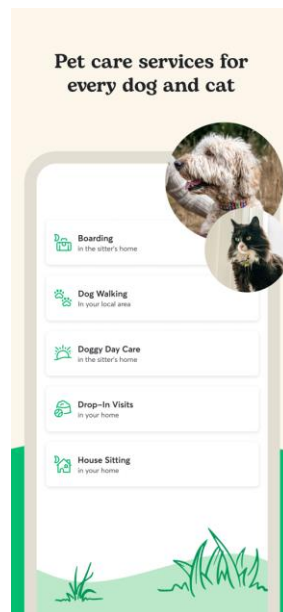 Pet care services for
every dog and cat
Boarding
in the sitter's home
Dog Walking
in your local area
Doggy Day Care
in the sitter's home
Drop-In Visits
in your home
House Sitting
in your home